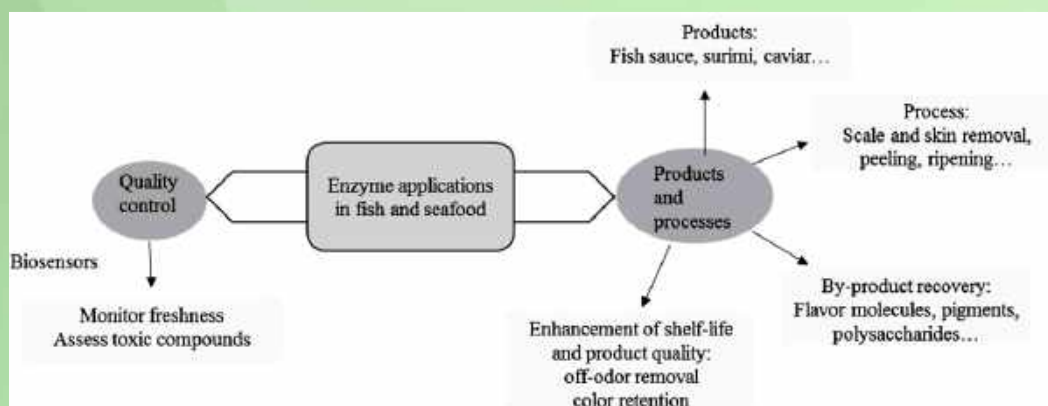 Products:
Fish sauce, surimi, caviar...
Process:
Scale and skin removal,
peeling, ripening...
Quality
control
Enzyme applications
in fish and seafood
Products
and
processes
Biosensors
Monitor freshness
Assess toxic compounds
By-product recovery:
Flavor molecules, pigments,
polysaccharides...
Enhancement of shelf-life
and product quality:
off-odor removal
color retention